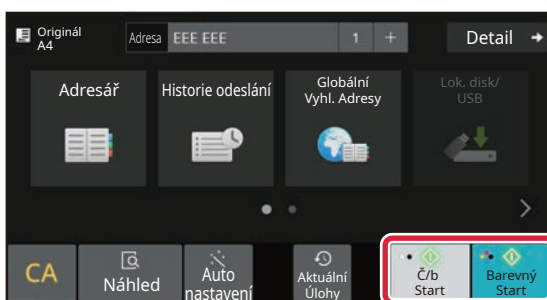 Originál
A4
Adresa EEE EEE 1 +
Detail
Adresář
Historie odeslání
Globální
Vyhl. Adresy
Lok. disk/
USB
CA
Náhled
Auto
nastavení
Aktuální
Úlohy
Č/b
Start
Barevný
Start